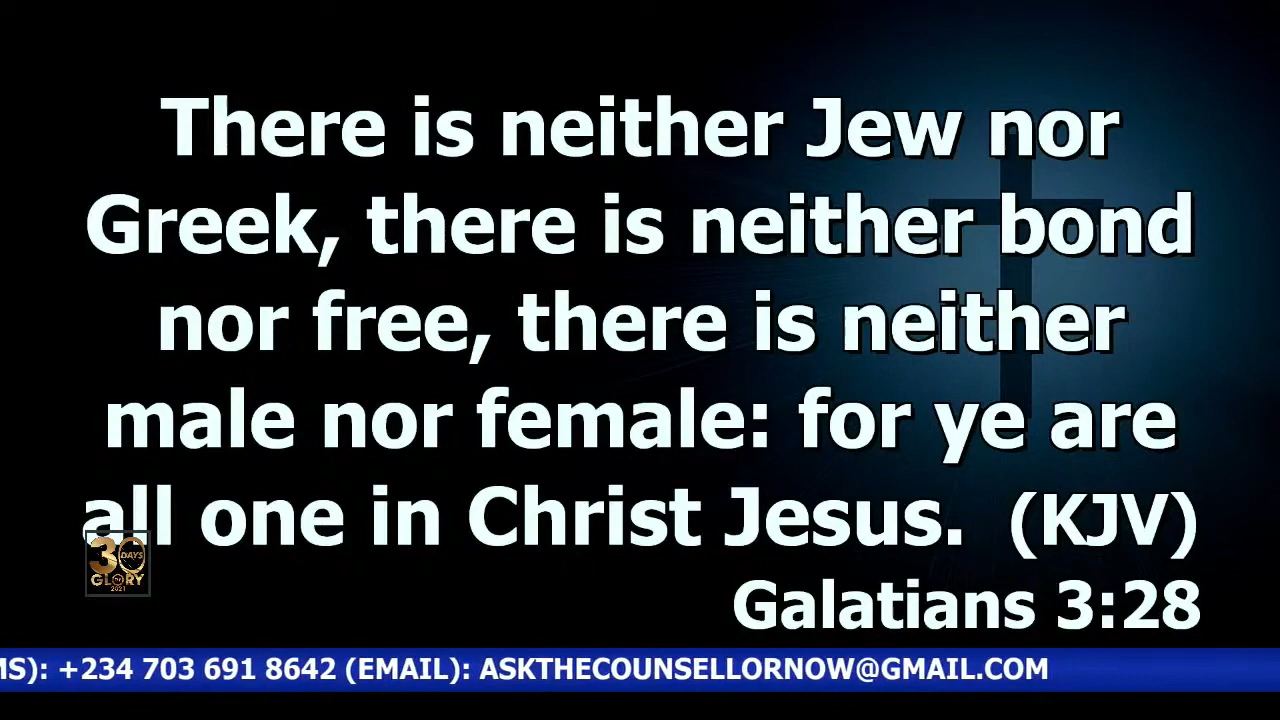 There is neither Jew nor
Greek, there is neither bond
nor free, there is neither
male nor female: for ye are
all one in Christ Jesus. (KJV)
Galatians 3:28
30
DAYS
OF
GLORY
2021
MS): +234 703 691 8642 (EMAIL): ASKTHECOUNSELLORNOW@GMAIL.COM